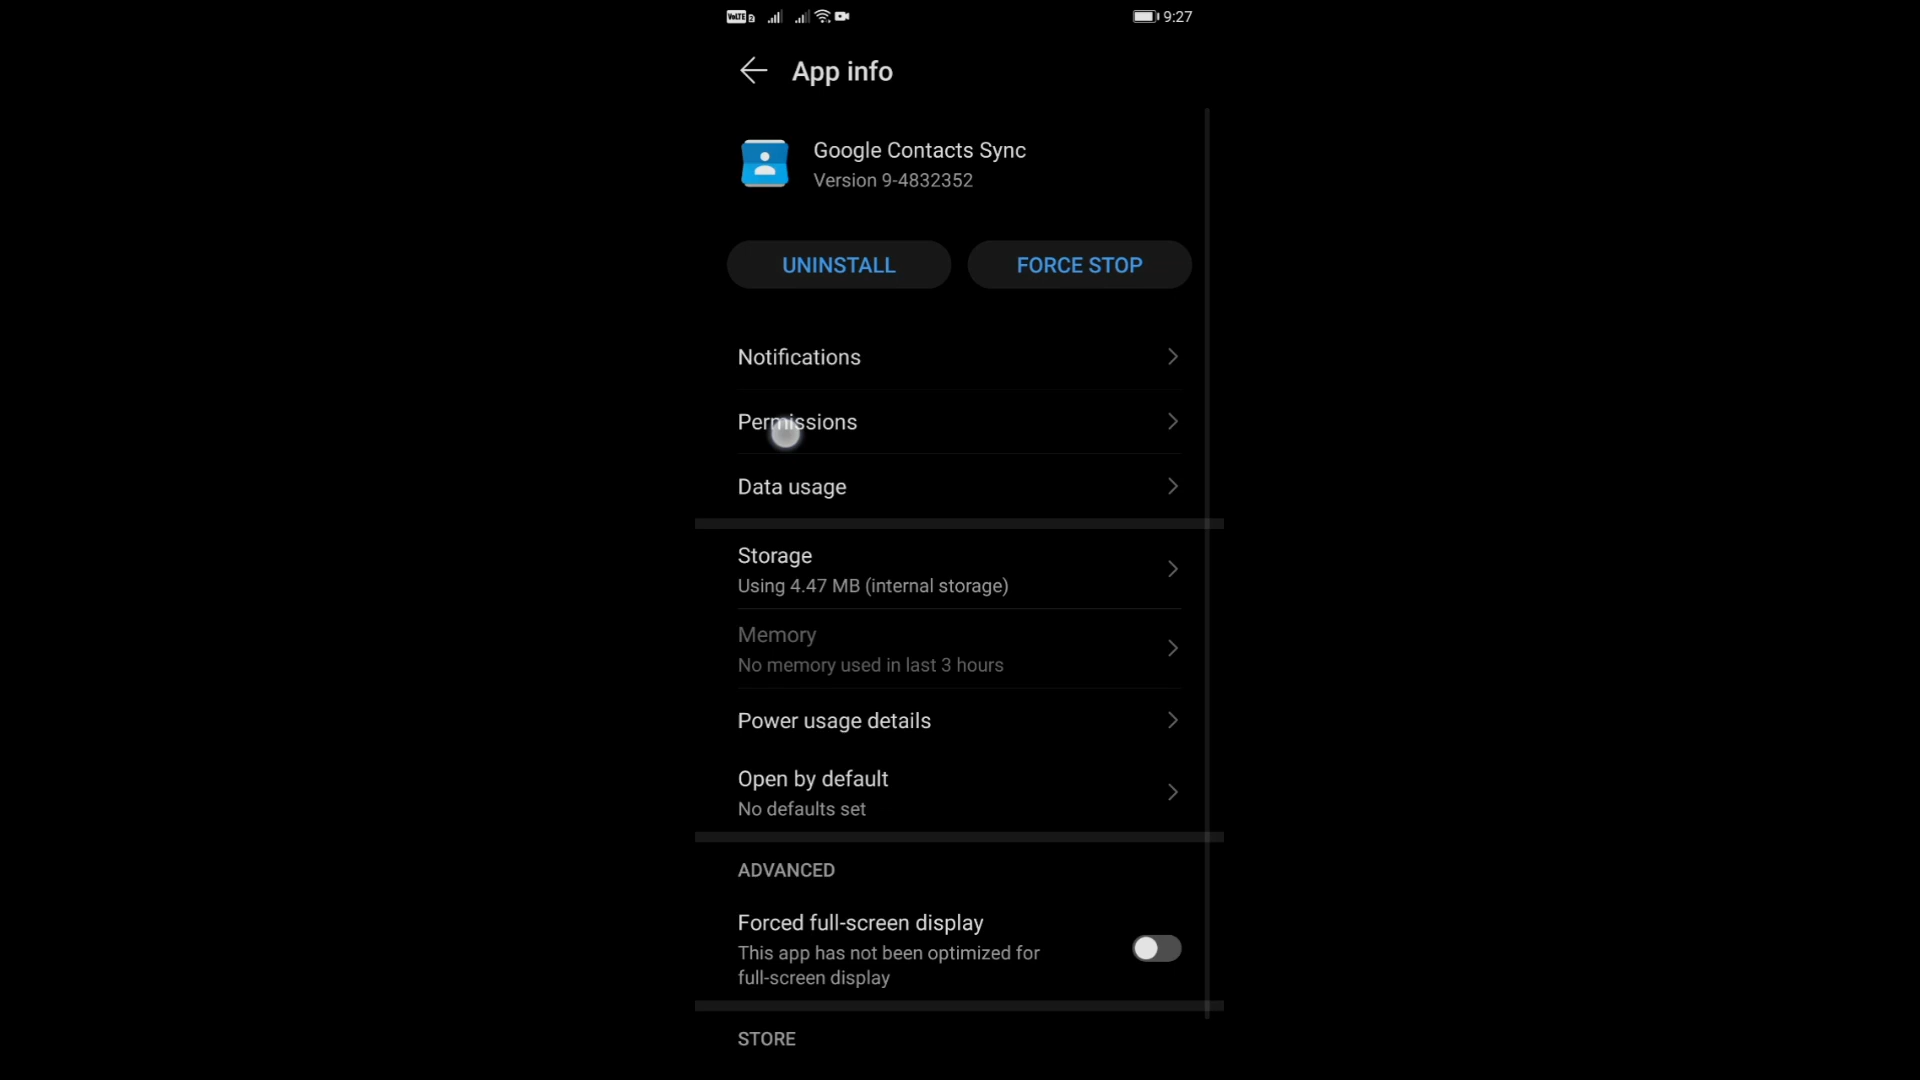 VoLTE 2 9:27
App info
Google Contacts Sync
Version 9-4832352
UNINSTALL FORCE STOP
Notifications
Permissions
Data usage
Storage
Using 4.47 MB (internal storage)
Memory
No memory used in last 3 hours
Power usage details
Open by default
No defaults set
ADVANCED
Forced full-screen display
This app has not been optimized for
full-screen display
STORE